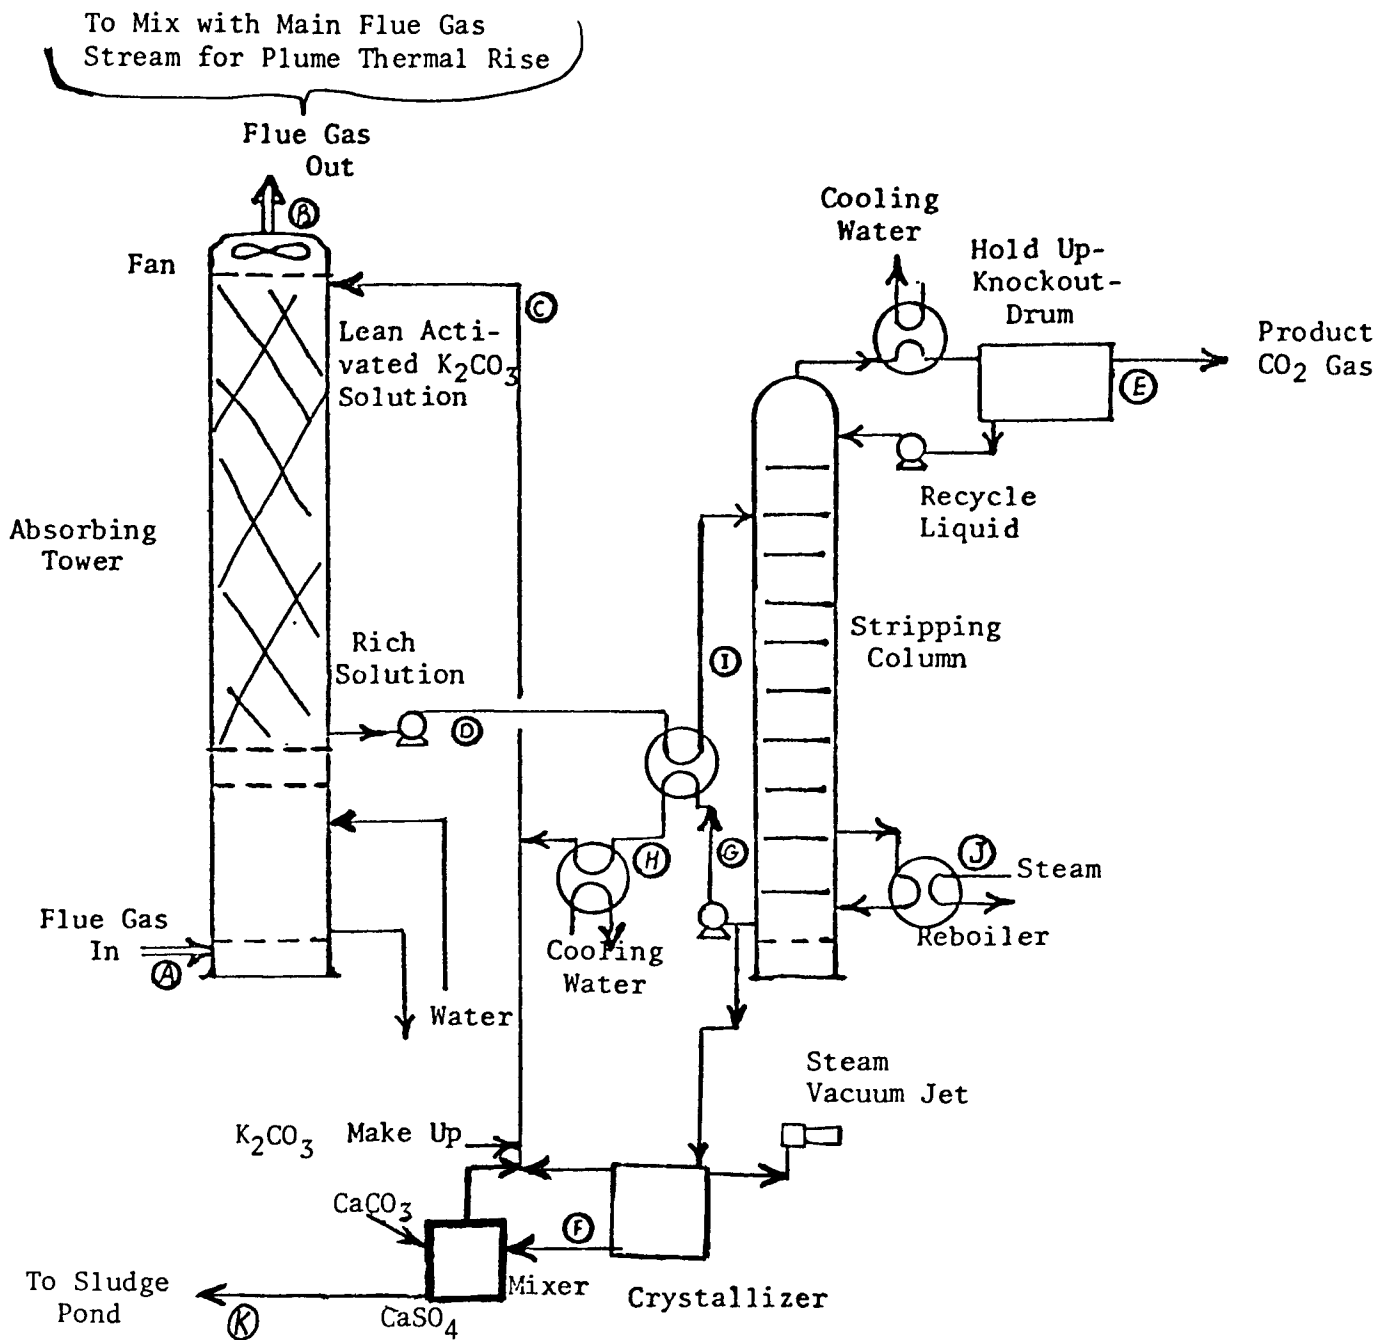 To Mix with Main Flue Gas
Stream for Plume Thermal Rise
Flue Gas
Out
B
Fan
C
Lean Acti-
vated K₂CO₃
Solution
Absorbing
Tower
Rich
Solution
D
Flue Gas
In
A
Water
Cooling
Water
Hold Up-
Knockout-
Drum
Product
CO₂ Gas
E
Recycle
Liquid
Stripping
Column
I
H
G
J
Steam
Reboiler
Cooling
Water
Steam
Vacuum Jet
K₂CO₃ Make Up
CaCO₃
F
Mixer
Crystallizer
To Sludge
Pond
K
CaSO₄